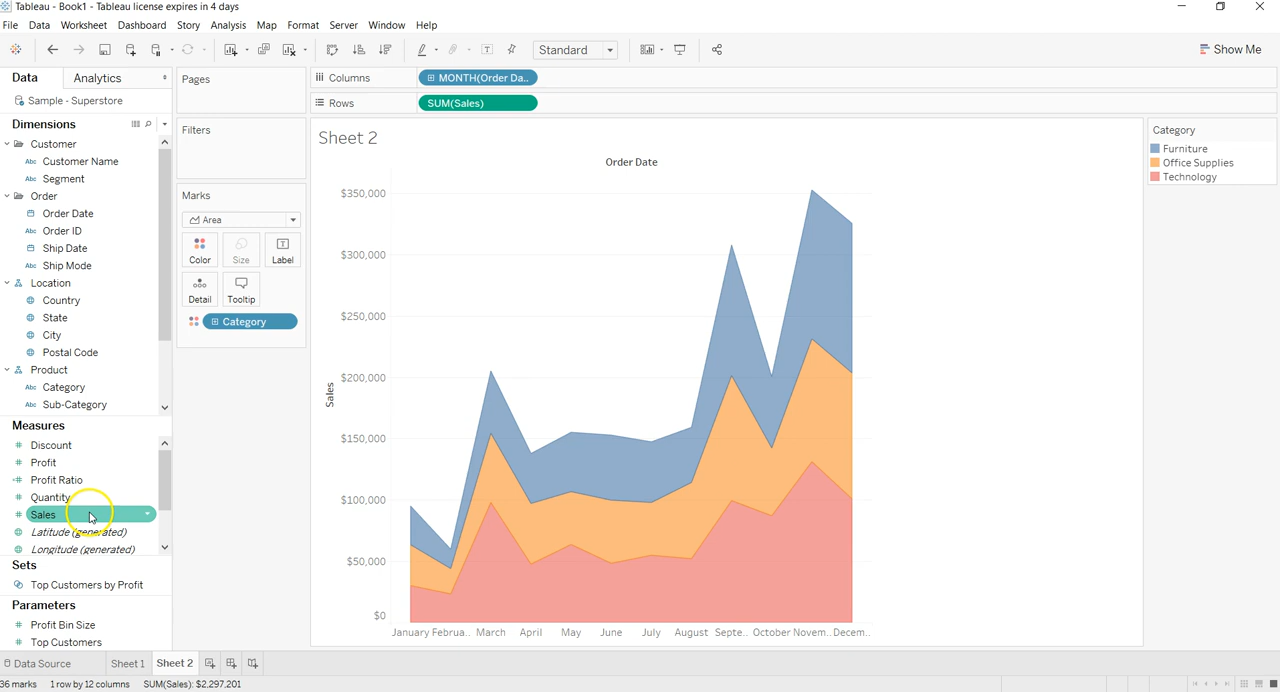 Tableau - Book1 - Tableau license expires in 4 days
File Data Worksheet Dashboard Story Analysis Map Format Server Window Help
Standard
Show Me
Data Analytics
Sample - Superstore
Dimensions
Customer
Abc Customer Name
Abc Segment
Order
Order Date
Abc Order ID
Ship Date
Abc Ship Mode
Location
Country
State
City
Postal Code
Product
Abc Category
Abc Sub-Category
Measures
# Discount
# Profit
=# Profit Ratio
# Quantity
# Sales
Latitude (generated)
Longitude (generated)
Sets
Top Customers by Profit
Parameters
# Profit Bin Size
# Top Customers
Pages
Filters
Marks
Area
Color Size Label
Detail Tooltip
Category
Columns MONTH(Order Da..
Rows SUM(Sales)
Sheet 2
Order Date
$350,000
$300,000
$250,000
$200,000
$150,000
$100,000
$50,000
$0
Sales
January Februa.. March April May June July August Septe.. October Novem.. Decem..
Category
Furniture
Office Supplies
Technology
Data Source Sheet 1 Sheet 2
36 marks 1 row by 12 columns SUM(Sales): $2,297,201